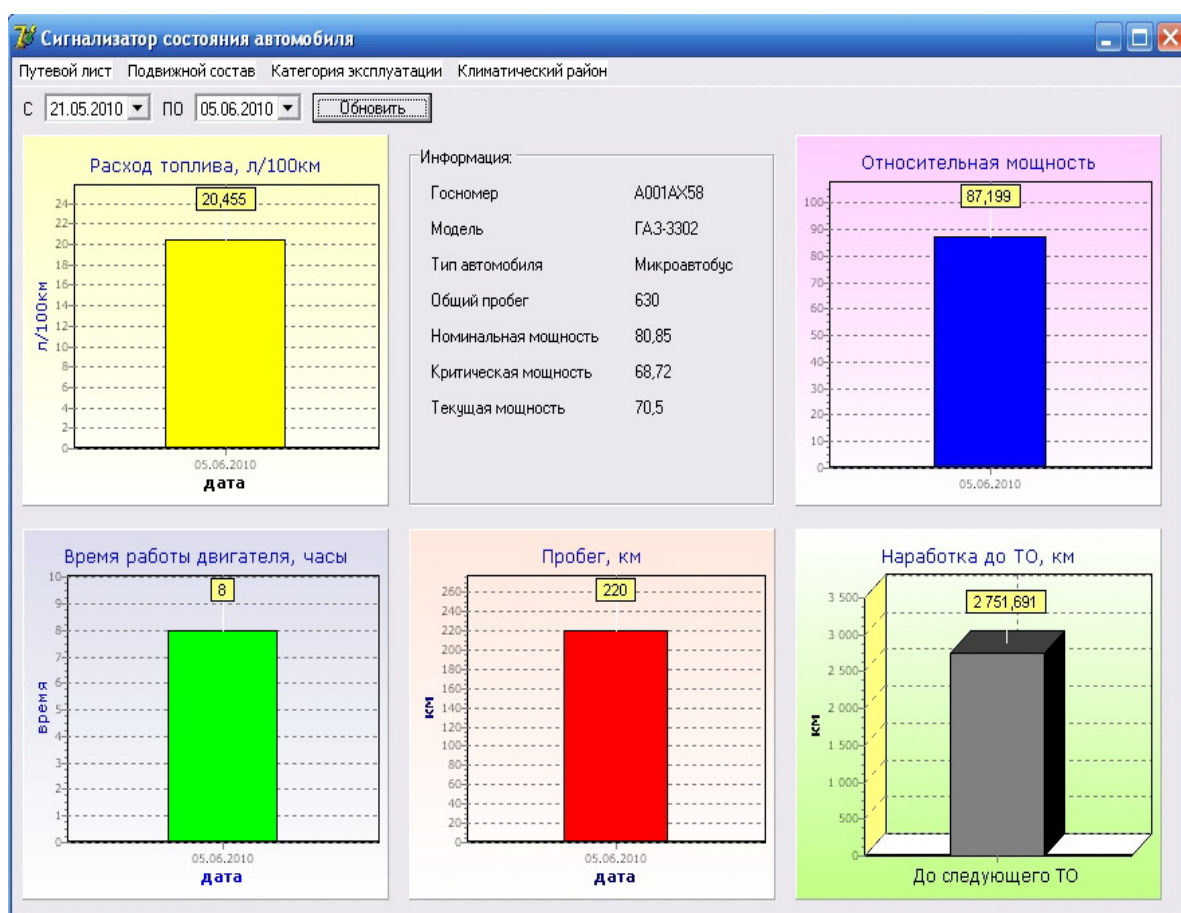 Сигнализатор состояния автомобиля
Путевой лист Подвижной состав Категория эксплуатации Климатический район
С 21.05.2010 ПО 05.06.2010 Обновить
Расход топлива, л/100км
20,455
24
22
20
18
16
14
12
10
8
6
4
2
0
л/100км
05.06.2010
дата
Информация:
Госномер А001АХ58
Модель ГАЗ-3302
Тип автомобиля Микроавтобус
Общий пробег 630
Номинальная мощность 80,85
Критическая мощность 68,72
Текущая мощность 70,5
Относительная мощность
87,199
100
90
80
70
60
50
40
30
20
10
0
05.06.2010
Время работы двигателя, часы
8
10
9
8
7
6
5
4
3
2
1
0
время
05.06.2010
дата
Пробег, км
220
260
240
220
200
180
160
140
120
100
80
60
40
20
0
км
05.06.2010
дата
Наработка до ТО, км
2 751,691
3 500
3 000
2 500
2 000
1 500
1 000
500
0
км
До следующего ТО